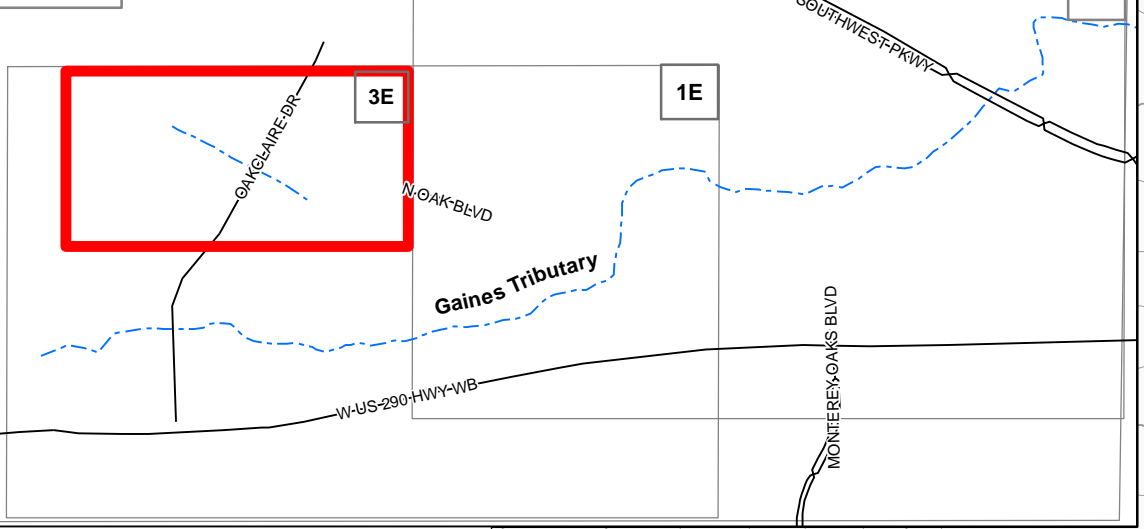 SOUTHWEST PKWY
3E
1E
OAKCLAIRE DR
N OAK BLVD
Gaines Tributary
MONTEREY OAKS BLVD
W US 290 HWY WB